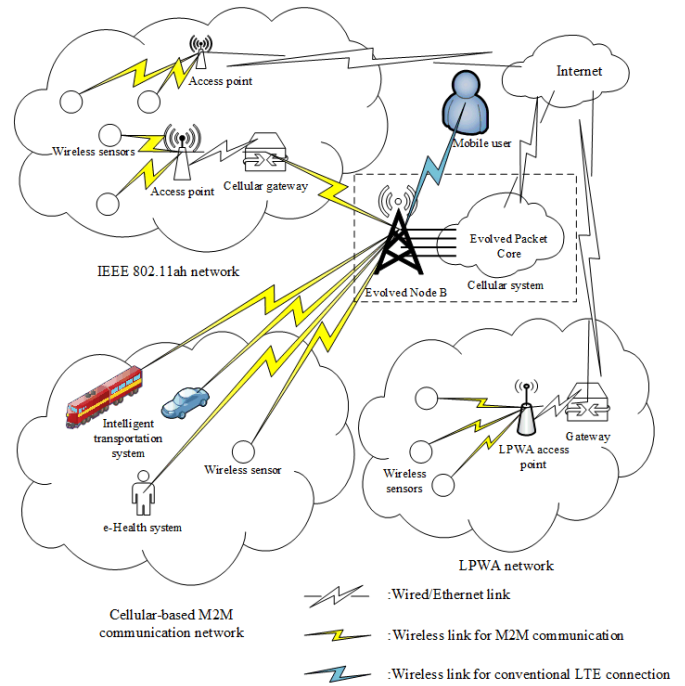 Access point
Internet
Wireless sensors
Mobile user
Access point
Cellular gateway
IEEE 802.11ah network
Evolved Packet
Core
Cellular system
Evolved Node B
Intelligent
transportation
system
Wireless sensor
e-Health system
Cellular-based M2M
communication network
LPWA access
point
Gateway
Wireless
sensors
LPWA network
:Wired/Ethernet link
:Wireless link for M2M communication
:Wireless link for conventional LTE connection